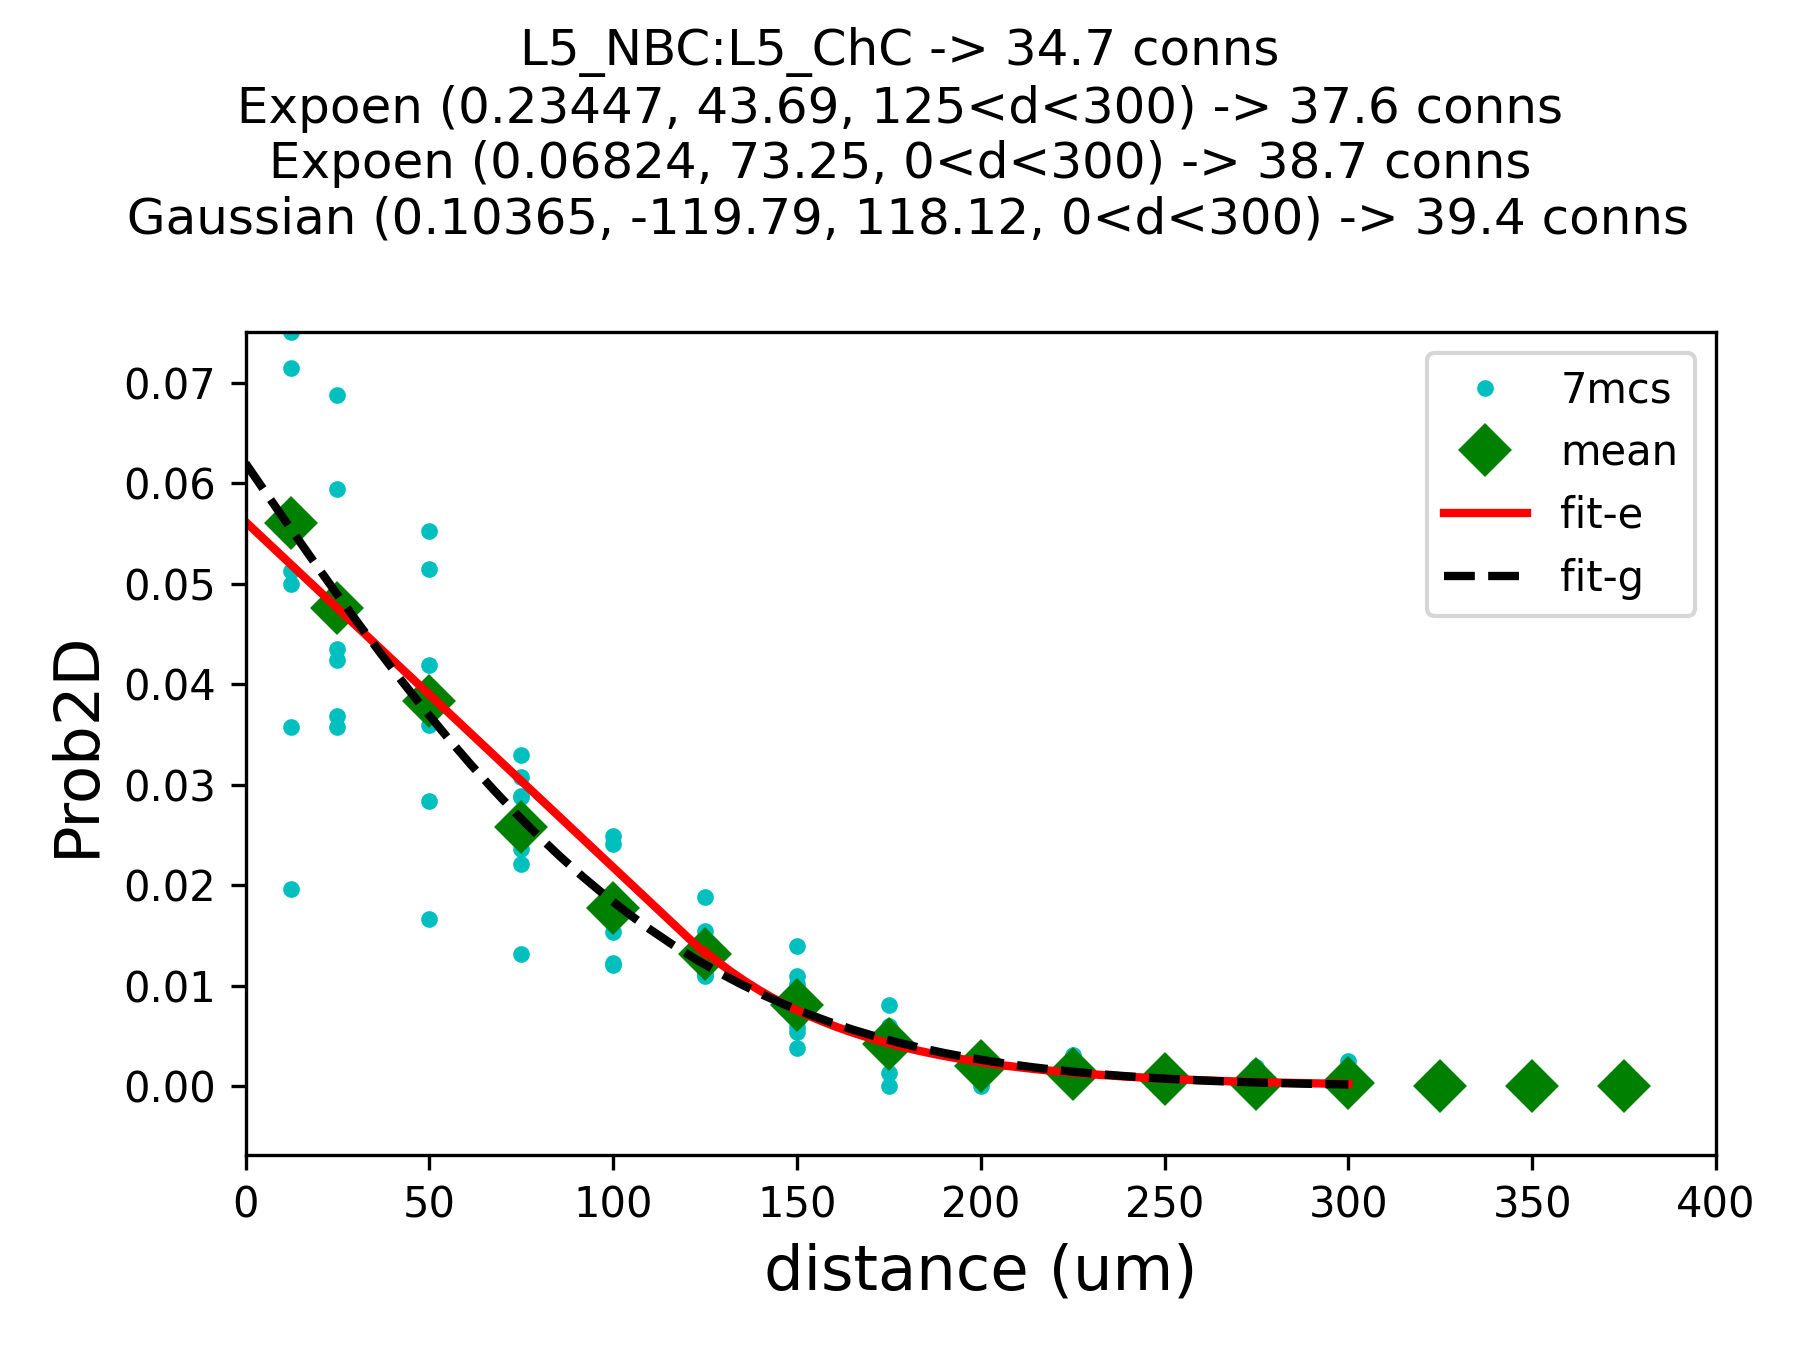 L5_NBC:L5_ChC -> 34.7 conns
Expoen (0.23447, 43.69, 125<d<300) -> 37.6 conns
Expoen (0.06824, 73.25, 0<d<300) -> 38.7 conns
Gaussian (0.10365, -119.79, 118.12, 0<d<300) -> 39.4 conns
7mcs
mean
fit-e
fit-g
Prob2D
0.07
0.06
0.05
0.04
0.03
0.02
0.01
0.00
0 50 100 150 200 250 300 350 400
distance (um)